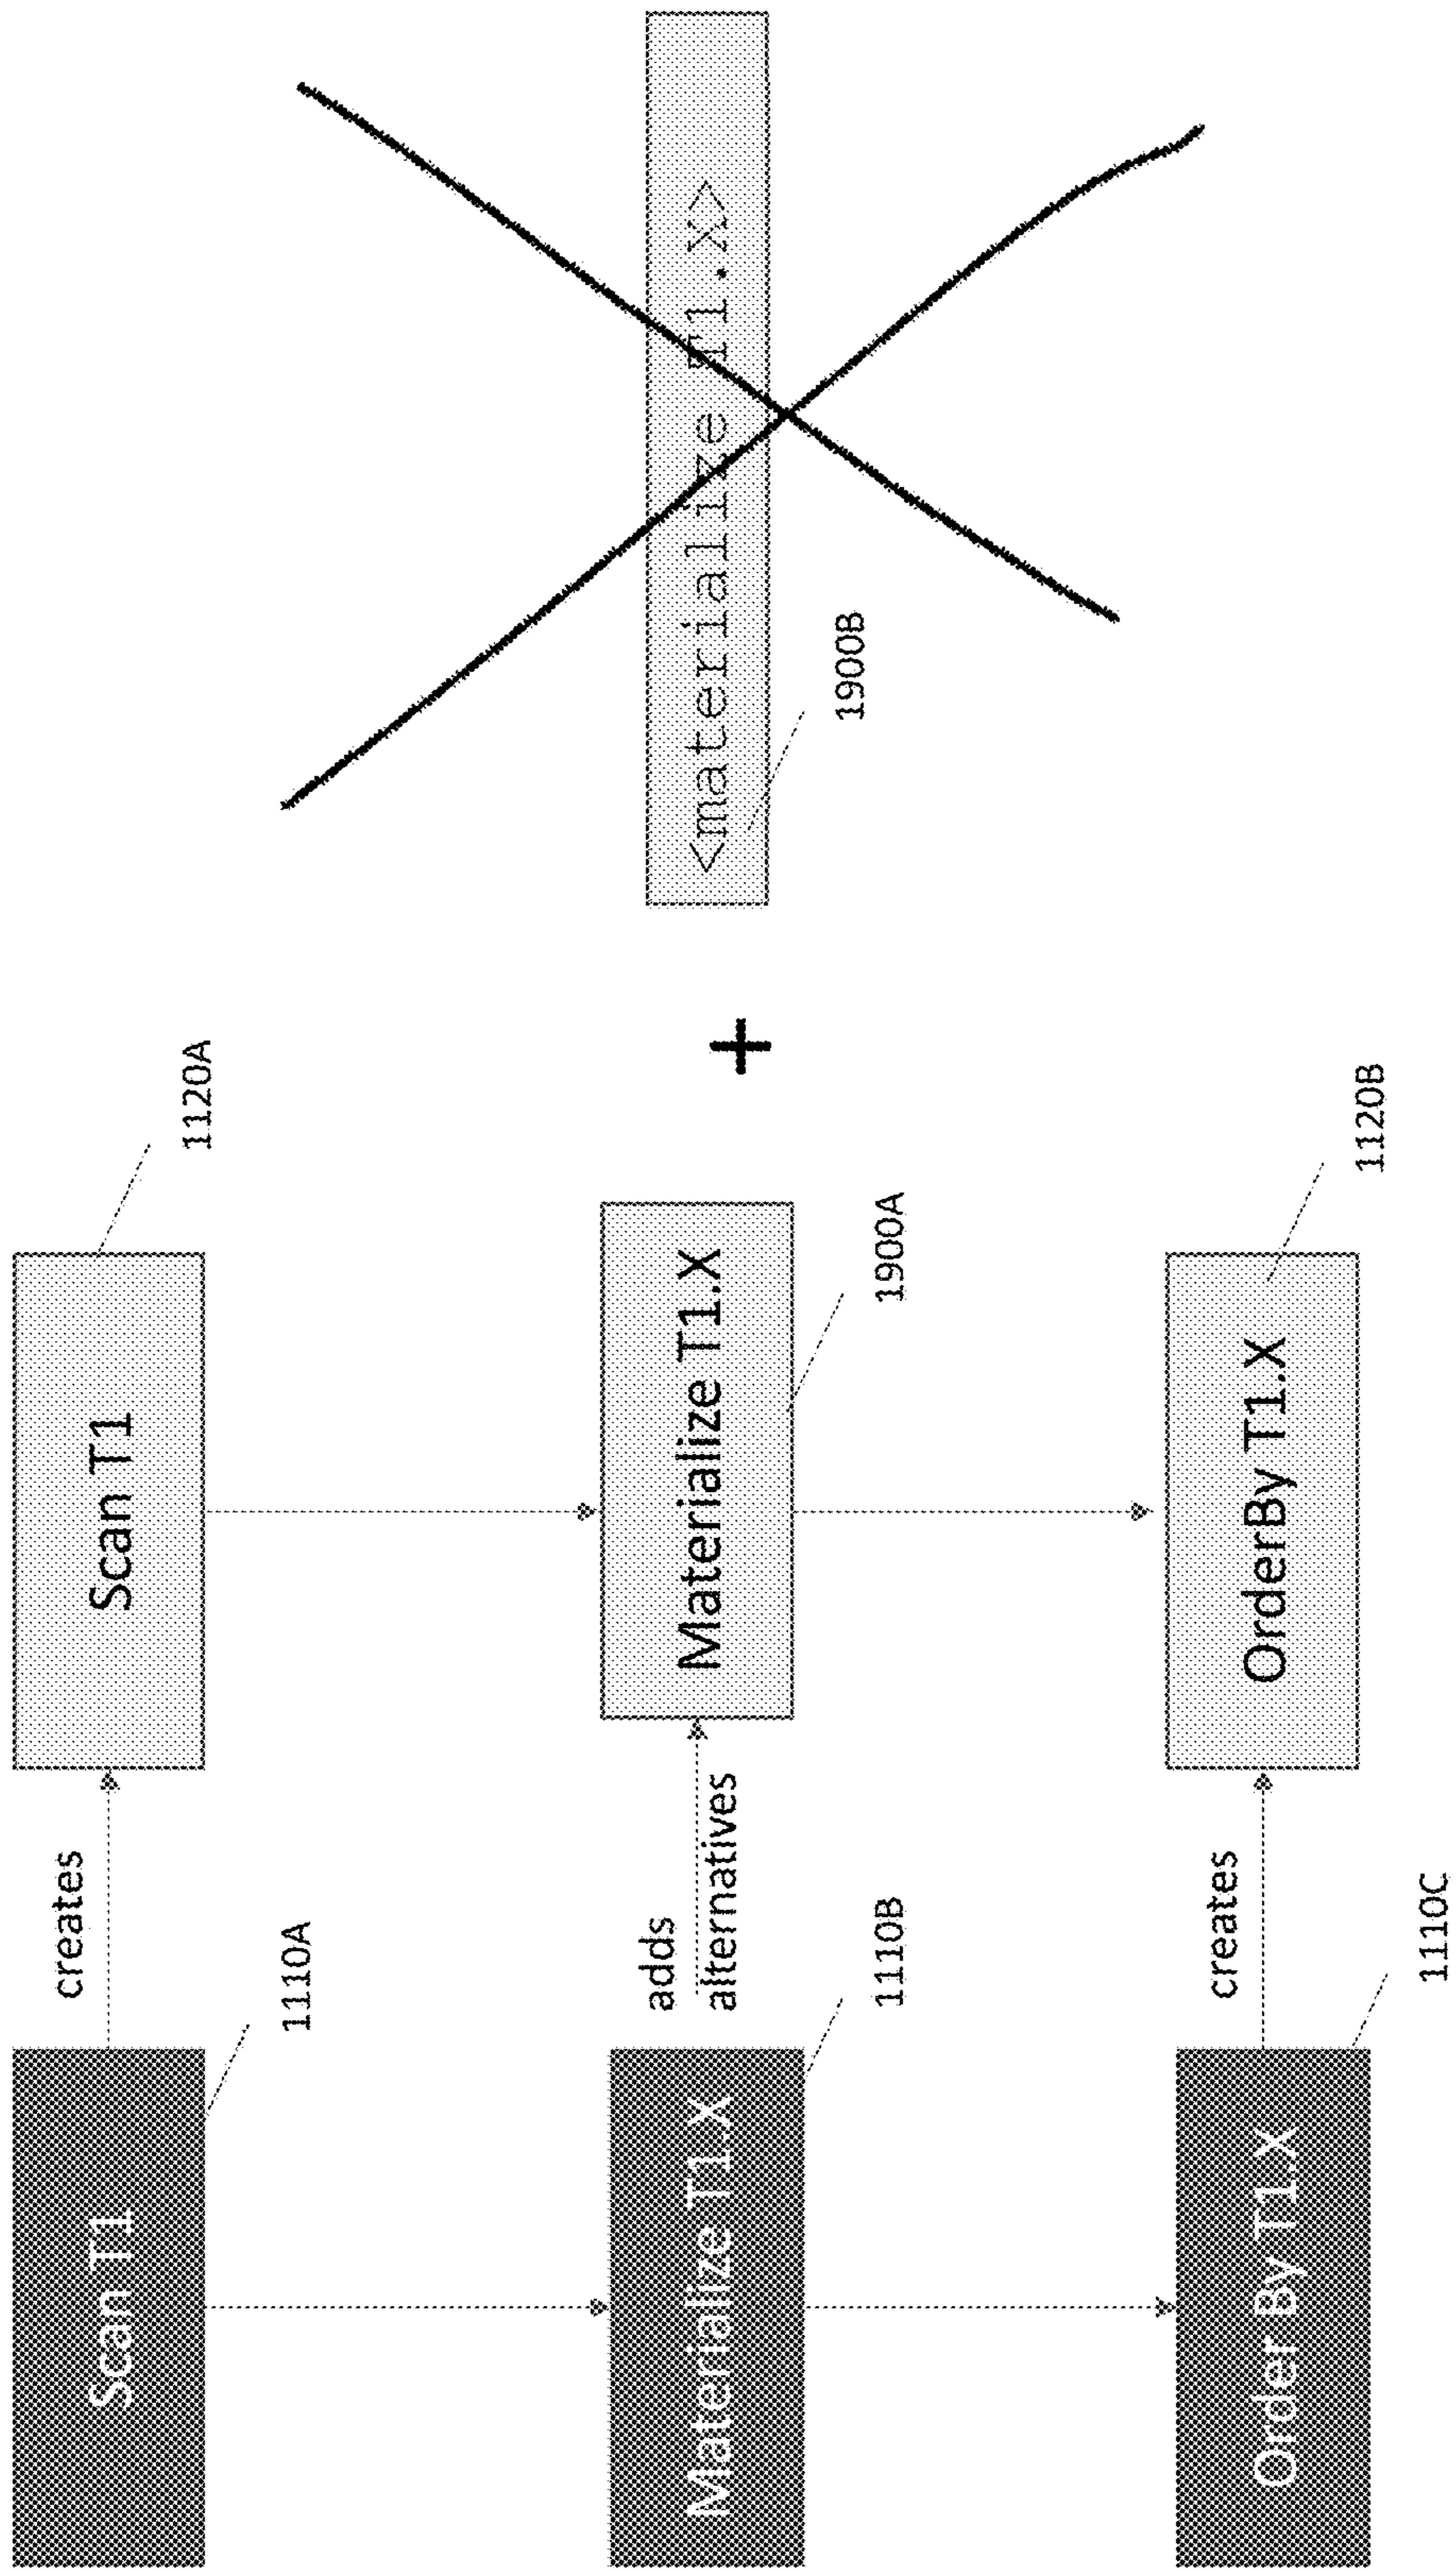 Scan T1
creates
Scan T1
1110A
1120A
Materialize T1.X
adds
alternatives
Materialize T1.X
+
<materialize T1.X>
1110B
1900A
1900B
Order By T1.X
creates
OrderBy T1.X
1110C
1120B